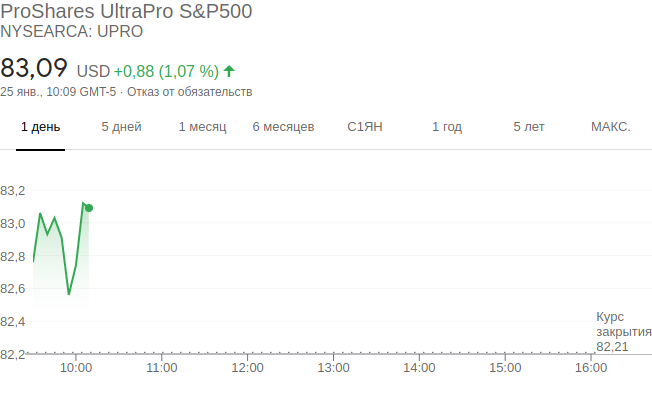 ProShares UltraPro S&P500
NYSEARCA: UPRO
83,09 USD +0,88 (1,07 %)
25 янв., 10:09 GMT-5 · Отказ от обязательств
1 день 5 дней 1 месяц 6 месяцев С1ЯН 1 год 5 лет МАКС.
83,2
83,0
82,8
82,6
82,4
Курс
закрытия
82,21
82,2
10:00 11:00 12:00 13:00 14:00 15:00 16:00